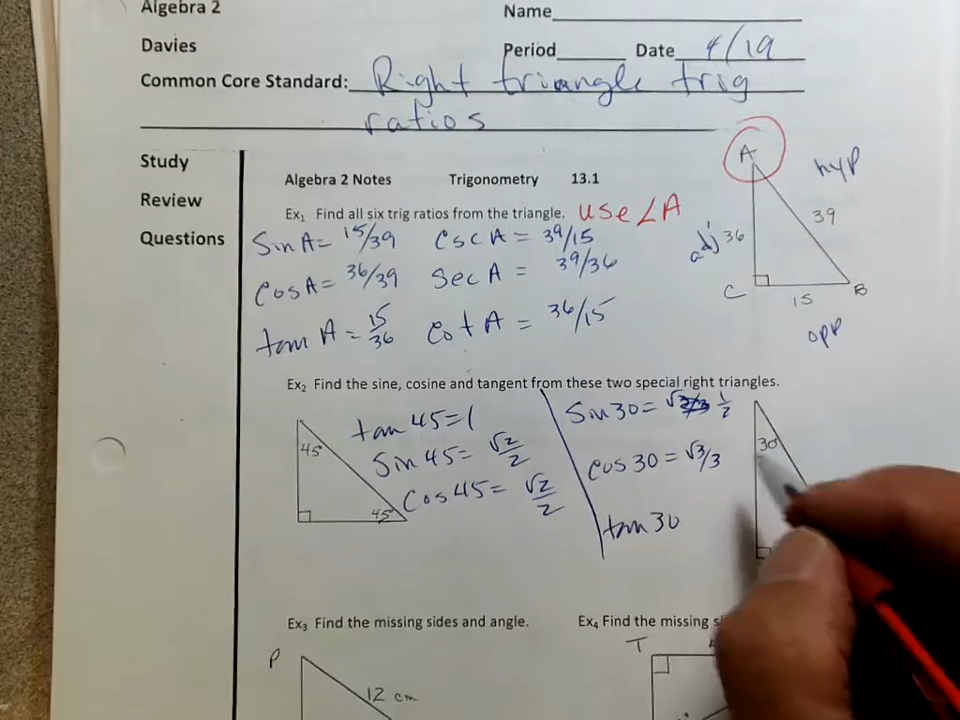 Algebra 2
Name
Davies
Period Date 4/19
Common Core Standard: Right triangle trig
ratios
Study
Review
Questions
Algebra 2 Notes Trigonometry 13.1
Ex1 Find all six trig ratios from the triangle. use ∠A
Sin A = 15/39 Csc A = 39/15
Cos A = 36/39 Sec A = 39/36
tan A = 15/36 Cot A = 36/15
A
hyp
39
adj 36
C
15
B
opp
Ex2 Find the sine, cosine and tangent from these two special right triangles.
45°
45°
tan 45 = 1
Sin 45 = √2/2
Cos 45 = √2/2
Sin 30 = 1/2
Cos 30 = √3/3
tan 30
30°
Ex3 Find the missing sides and angle.
P
12 cm
Ex4 Find the missing
T